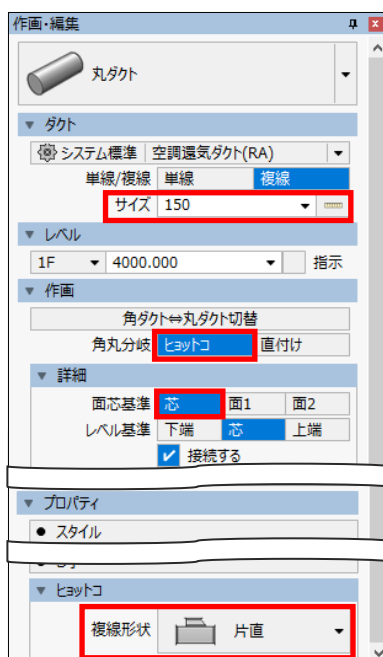 作画・編集
丸ダクト
ダクト
システム標準 空調還気ダクト(RA)
単線/複線 単線 複線
サイズ 150
レベル
1F 4000.000 指示
作画
角ダクト⇔丸ダクト切替
角丸分岐 ヒョットコ 直付け
詳細
面芯基準 芯 面1 面2
レベル基準 下端 芯 上端
接続する
プロパティ
スタイル
ヒョットコ
複線形状 片直